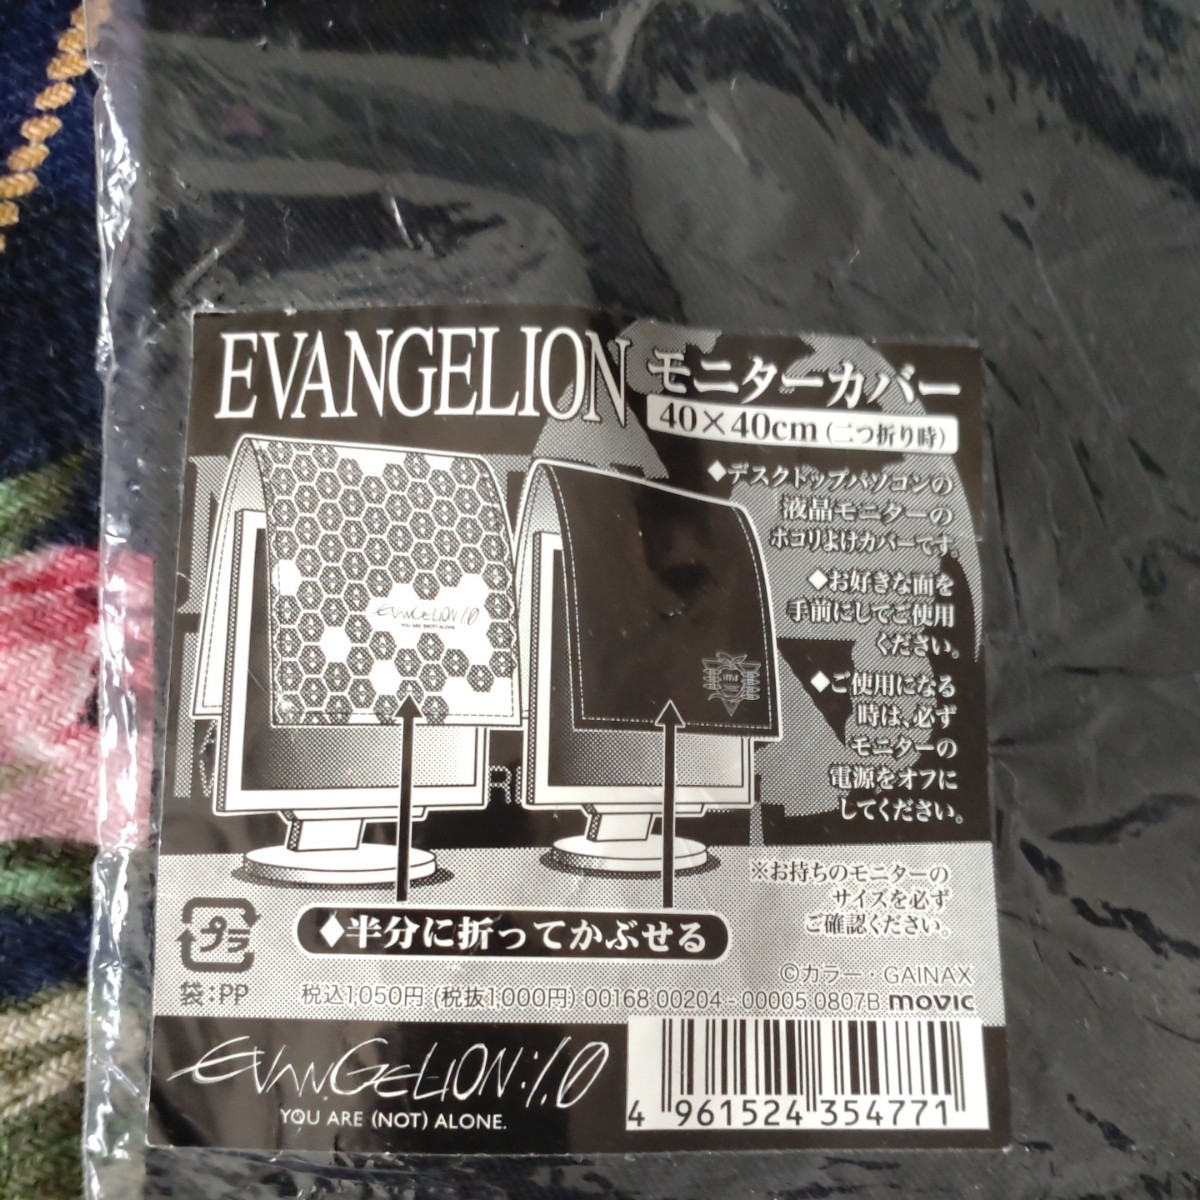 EVANGELION
モニターカバー
40×40cm(二つ折り時)
◆デスクトップパソコンの
液晶モニターの
ホコリよけカバーです。
◆お好きな面を
手前にしてご使用
ください。
◆ご使用になる
時は、必ず
モニターの
電源をオフに
してください。
EVANGELION:1.0
YOU ARE (NOT) ALONE.
※お持ちのモニターの
サイズを必ず
ご確認ください。
◆半分に折ってかぶせる
プラ
袋:PP
©カラー・GAINAX
税込1,050円 (税抜1,000円) 00168 00204-00005 0807B movic
EVANGELION:1.0
YOU ARE (NOT) ALONE.
4 961524 354771